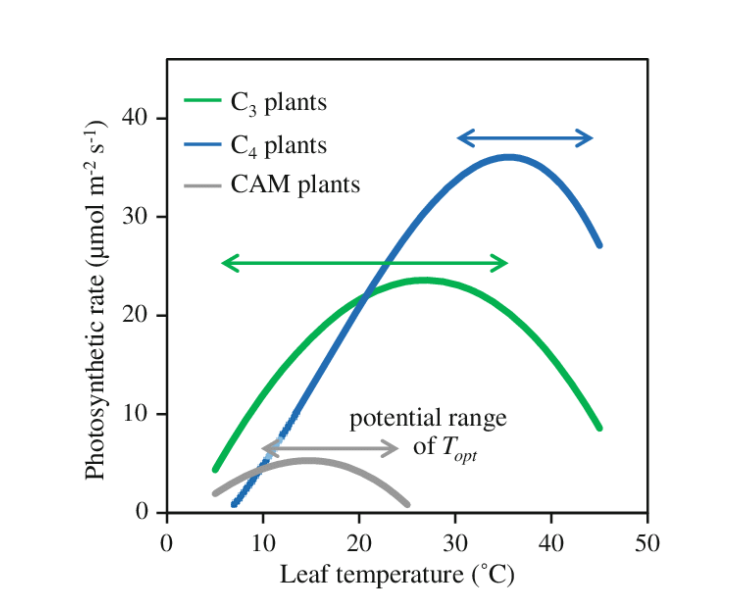 C₃ plants
C₄ plants
CAM plants
potential range
of T_opt
Photosynthetic rate (μmol m⁻² s⁻¹)
40
30
20
10
0
0 10 20 30 40 50
Leaf temperature (˚C)